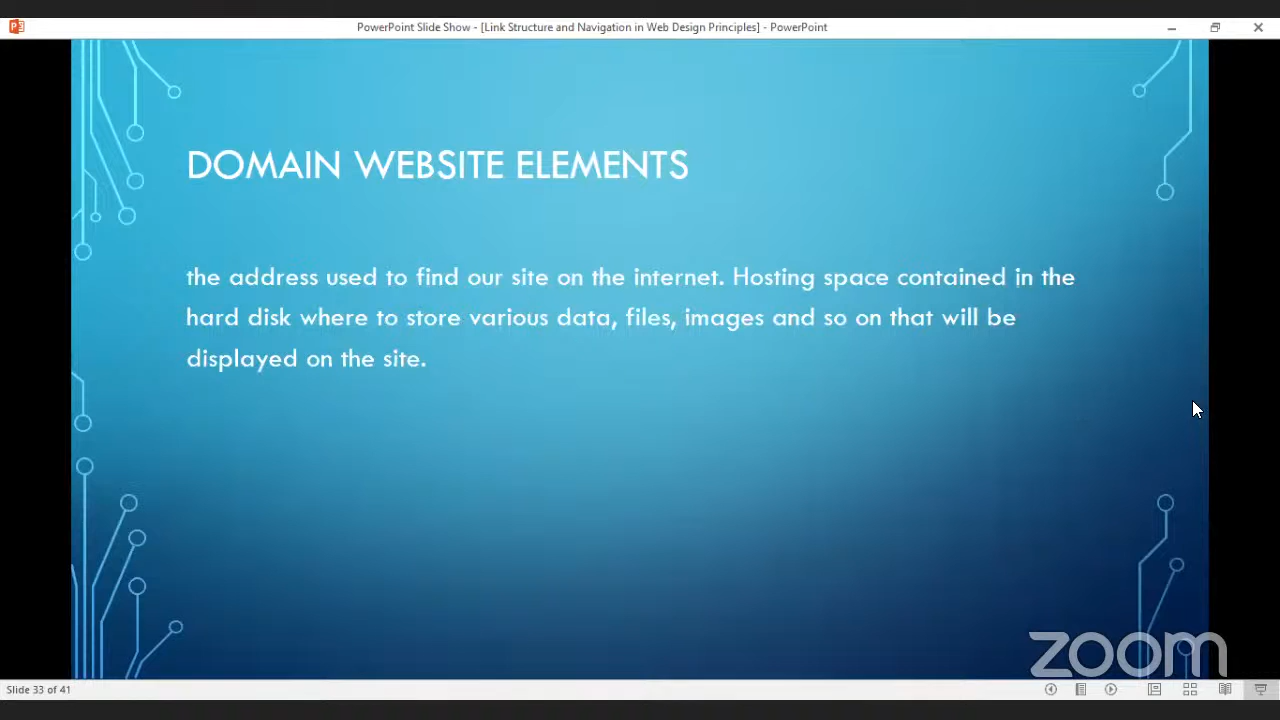 PowerPoint Slide Show - [Link Structure and Navigation in Web Design Principles] - PowerPoint
DOMAIN WEBSITE ELEMENTS
the address used to find our site on the internet. Hosting space contained in the
hard disk where to store various data, files, images and so on that will be
displayed on the site.
zoom
Slide 33 of 41